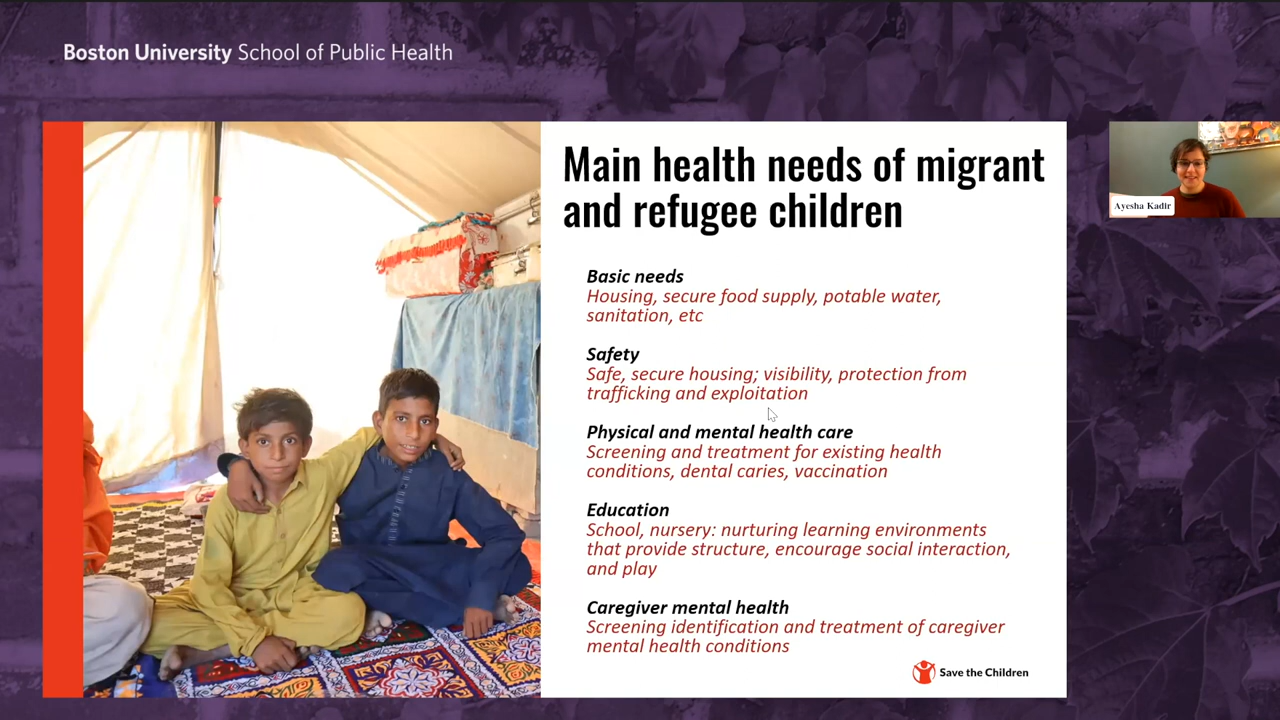 Boston University School of Public Health
Main health needs of migrant
and refugee children
Basic needs
Housing, secure food supply, potable water,
sanitation, etc
Safety
Safe, secure housing; visibility, protection from
trafficking and exploitation
Physical and mental health care
Screening and treatment for existing health
conditions, dental caries, vaccination
Education
School, nursery: nurturing learning environments
that provide structure, encourage social interaction,
and play
Caregiver mental health
Screening identification and treatment of caregiver
mental health conditions
Save the Children
Ayesha Kadir